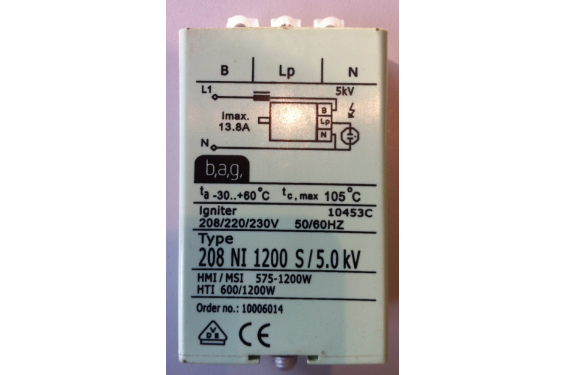 B Lp N
L1
5kV
Imax.
13.8A
B
Lp
N
N
b,a,g,
ta -30..+60°C tc, max 105°C
Igniter 10453C
208/220/230V 50/60HZ
Type
208 NI 1200 S/5.0 kV
HMI/MSI 575-1200W
HTI 600/1200W
Order no.: 10006014
VDE CE